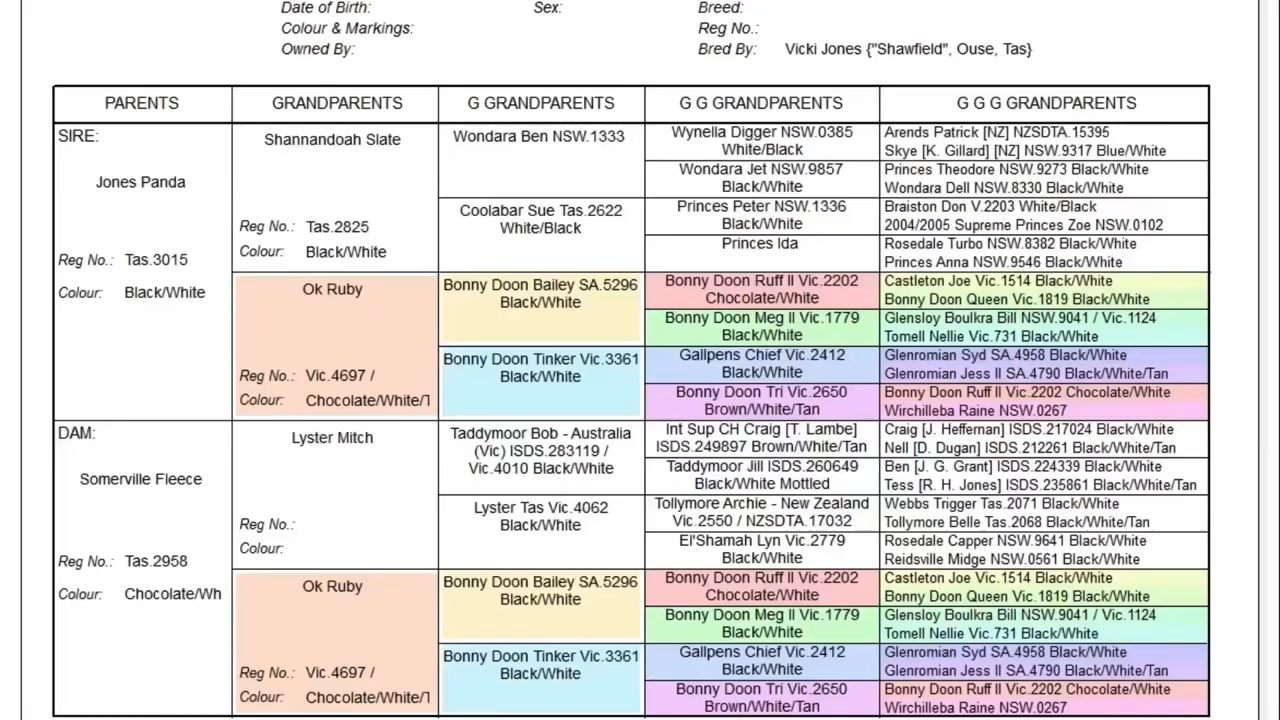 Date of Birth: Sex: Breed:
Colour & Markings: Reg No.:
Owned By: Bred By: Vicki Jones {"Shawfield", Ouse, Tas}
PARENTS GRANDPARENTS G GRANDPARENTS G G GRANDPARENTS G G G GRANDPARENTS
SIRE:
Jones Panda
Reg No.: Tas.3015
Colour: Black/White
Shannandoah Slate
Reg No.: Tas.2825
Colour: Black/White
Ok Ruby
Reg No.: Vic.4697 /
Colour: Chocolate/White/T
Wondara Ben NSW.1333
Coolabar Sue Tas.2622
White/Black
Bonny Doon Bailey SA.5296
Black/White
Bonny Doon Tinker Vic.3361
Black/White
Wynella Digger NSW.0385
White/Black
Wondara Jet NSW.9857
Black/White
Princes Peter NSW.1336
Black/White
Princes Ida
Bonny Doon Ruff II Vic.2202
Chocolate/White
Bonny Doon Meg II Vic.1779
Black/White
Gallpens Chief Vic.2412
Black/White
Bonny Doon Tri Vic.2650
Brown/White/Tan
Arends Patrick [NZ] NZSDTA.15395
Skye [K. Gillard] [NZ] NSW.9317 Blue/White
Princes Theodore NSW.9273 Black/White
Wondara Dell NSW.8330 Black/White
Braiston Don V.2203 White/Black
2004/2005 Supreme Princes Zoe NSW.0102
Rosedale Turbo NSW.8382 Black/White
Princes Anna NSW.9546 Black/White
Castleton Joe Vic.1514 Black/White
Bonny Doon Queen Vic.1819 Black/White
Glensloy Boulkra Bill NSW.9041 / Vic.1124
Tomell Nellie Vic.731 Black/White
Glenromian Syd SA.4958 Black/White
Glenromian Jess II SA.4790 Black/White/Tan
Bonny Doon Ruff II Vic.2202 Chocolate/White
Wirchilleba Raine NSW.0267
DAM:
Somerville Fleece
Reg No.: Tas.2958
Colour: Chocolate/Wh
Lyster Mitch
Reg No.:
Colour:
Ok Ruby
Reg No.: Vic.4697 /
Colour: Chocolate/White/T
Taddymoor Bob - Australia
(Vic) ISDS.283119 /
Vic.4010 Black/White
Lyster Tas Vic.4062
Black/White
Bonny Doon Bailey SA.5296
Black/White
Bonny Doon Tinker Vic.3361
Black/White
Int Sup CH Craig [T. Lambe]
ISDS.249897 Brown/White/Tan
Taddymoor Jill ISDS.260649
Black/White Mottled
Tollymore Archie - New Zealand
Vic.2550 / NZSDTA.17032
El'Shamah Lyn Vic.2779
Black/White
Bonny Doon Ruff II Vic.2202
Chocolate/White
Bonny Doon Meg II Vic.1779
Black/White
Gallpens Chief Vic.2412
Black/White
Bonny Doon Tri Vic.2650
Brown/White/Tan
Craig [J. Heffernan] ISDS.217024 Black/White
Nell [D. Dugan] ISDS.212261 Black/White/Tan
Ben [J. G. Grant] ISDS.224339 Black/White
Tess [R. H. Jones] ISDS.235861 Black/White/Tan
Webbs Trigger Tas.2071 Black/White
Tollymore Belle Tas.2068 Black/White/Tan
Rosedale Capper NSW.9641 Black/White
Reidsville Midge NSW.0561 Black/White
Castleton Joe Vic.1514 Black/White
Bonny Doon Queen Vic.1819 Black/White
Glensloy Boulkra Bill NSW.9041 / Vic.1124
Tomell Nellie Vic.731 Black/White
Glenromian Syd SA.4958 Black/White
Glenromian Jess II SA.4790 Black/White/Tan
Bonny Doon Ruff II Vic.2202 Chocolate/White
Wirchilleba Raine NSW.0267